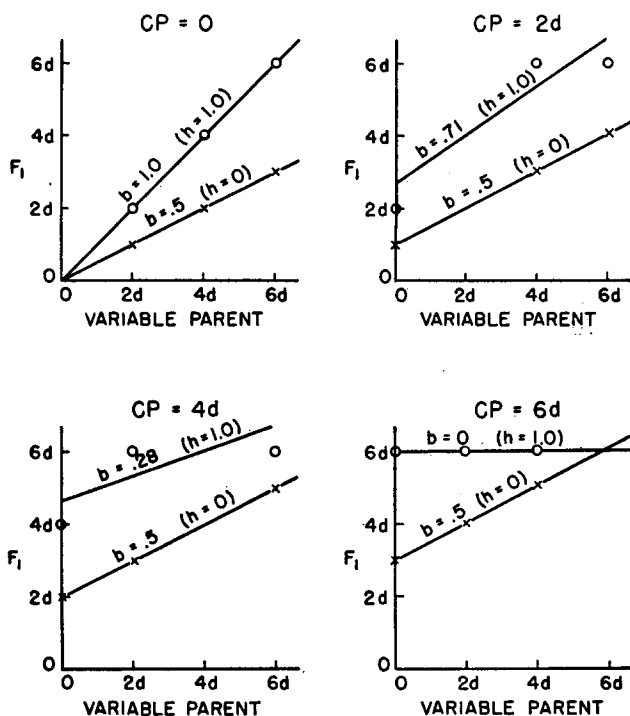 CP = 0
6d
4d
F₁
2d
0
b = 1.0 (h = 1.0)
b = .5 (h = 0)
0 2d 4d 6d
VARIABLE PARENT
CP = 2d
6d
4d
F₁
2d
0
b = .71 (h = 1.0)
b = .5 (h = 0)
0 2d 4d 6d
VARIABLE PARENT
CP = 4d
6d
4d
F₁
2d
0
b = .28 (h = 1.0)
b = .5 (h = 0)
0 2d 4d 6d
VARIABLE PARENT
CP = 6d
6d
4d
F₁
2d
0
b = 0 (h = 1.0)
b = .5 (h = 0)
0 2d 4d 6d
VARIABLE PARENT